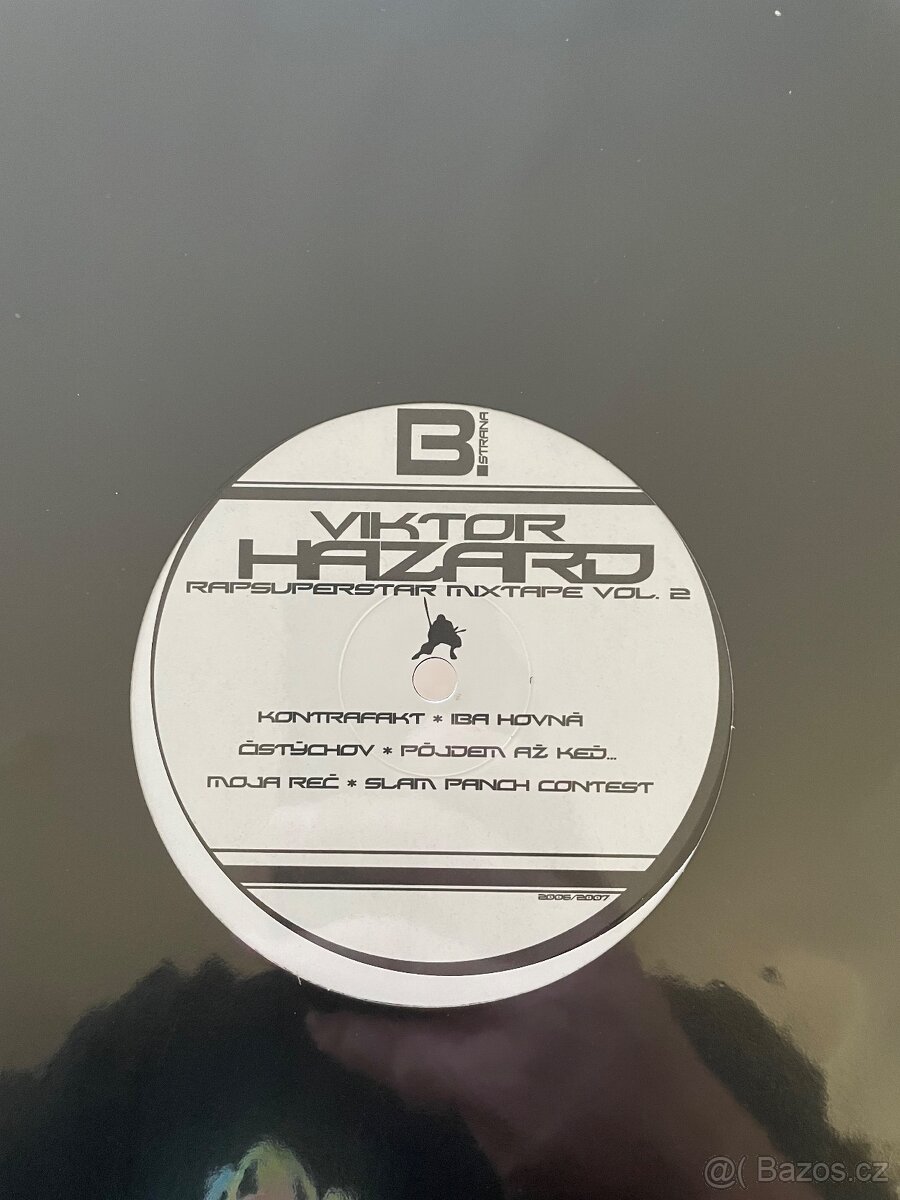 B.
STRANA
VIKTOR
HAZARD
RAPSUPERSTAR MIXTAPE VOL. 2
KONTRAFAKT * IBA HOVNÁ
ČISTÝCHOV * PÔJDEM AŽ KEĎ...
MOJA REČ * SLAM PANCH CONTEST
2006/2007
@( Bazos.cz